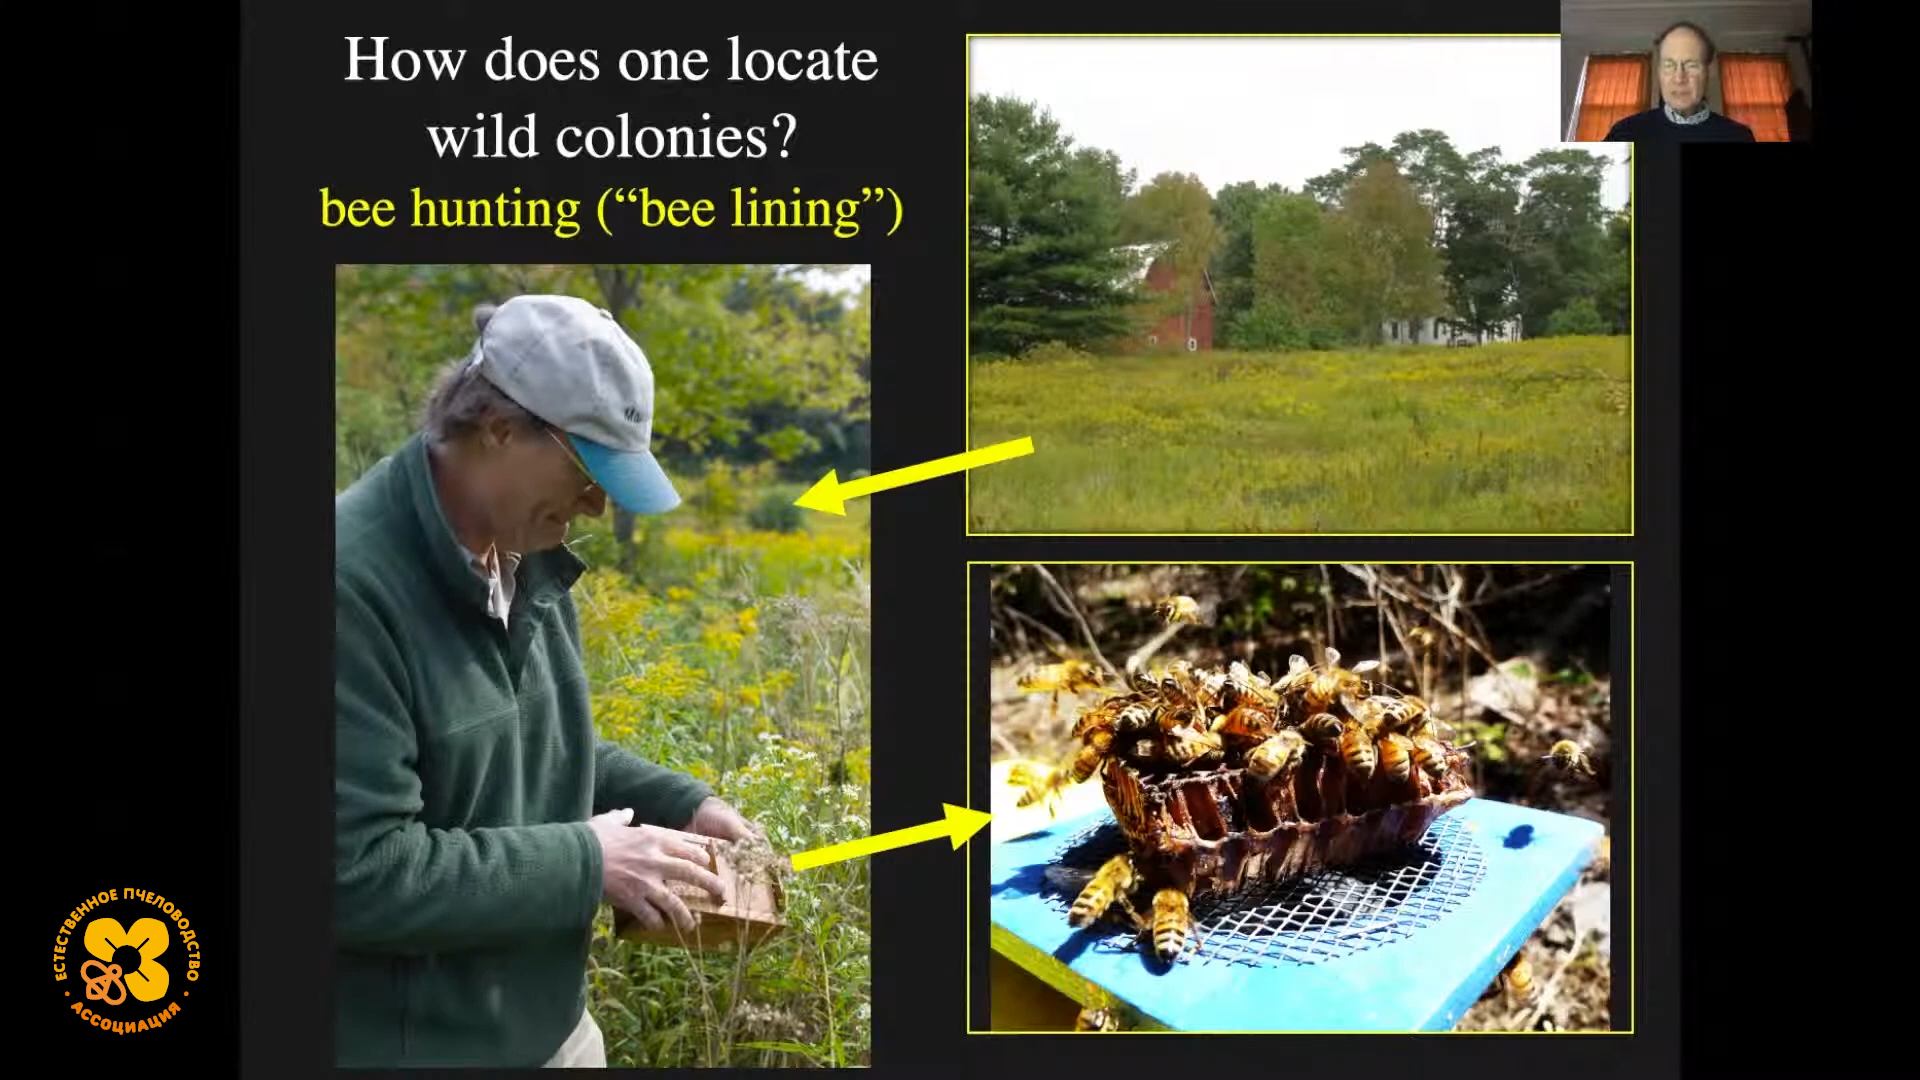 How does one locate
wild colonies?
bee hunting (“bee lining”)
ЕСТЕСТВЕННОЕ ПЧЕЛОВОДСТВО
· АССОЦИАЦИЯ ·